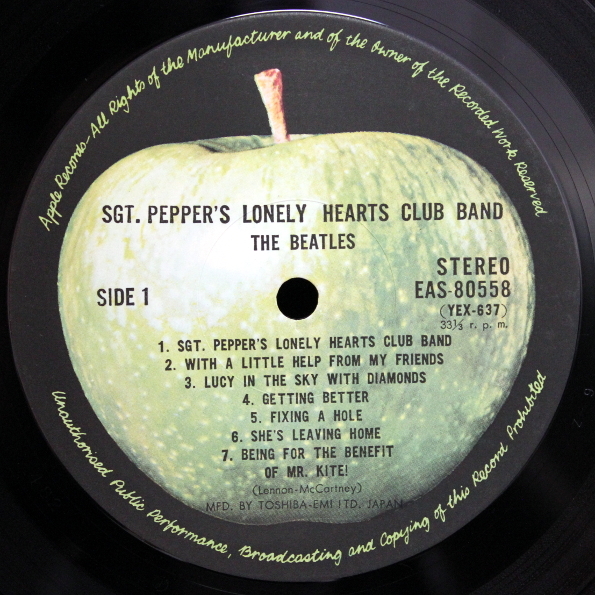 Apple Records-All Rights of the Manufacturer and of the Owner of the Recorded Work Reserved
SGT. PEPPER'S LONELY HEARTS CLUB BAND
THE BEATLES
SIDE 1
STEREO
EAS-80558
(YEX-637)
33⅓ r. p. m.
1. SGT. PEPPER'S LONELY HEARTS CLUB BAND
2. WITH A LITTLE HELP FROM MY FRIENDS
3. LUCY IN THE SKY WITH DIAMONDS
4. GETTING BETTER
5. FIXING A HOLE
6. SHE'S LEAVING HOME
7. BEING FOR THE BENEFIT
OF MR. KITE!
(Lennon-McCartney)
MFD. BY TOSHIBA-EMI LTD. JAPAN
Unauthorised Public Performance, Broadcasting and Copying of this Record Prohibited